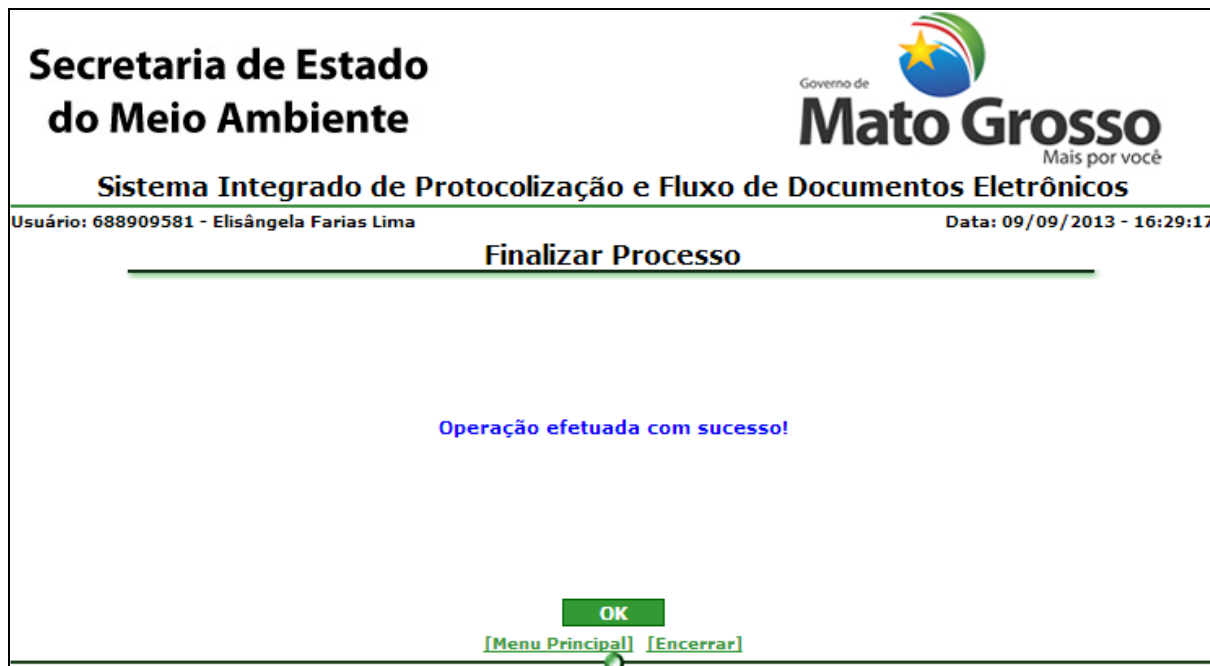 Secretaria de Estado
do Meio Ambiente
Governo de
Mato Grosso
Mais por você
Sistema Integrado de Protocolização e Fluxo de Documentos Eletrônicos
Usuário: 688909581 - Elisângela Farias Lima
Data: 09/09/2013 - 16:29:17
Finalizar Processo
Operação efetuada com sucesso!
OK
[Menu Principal] [Encerrar]